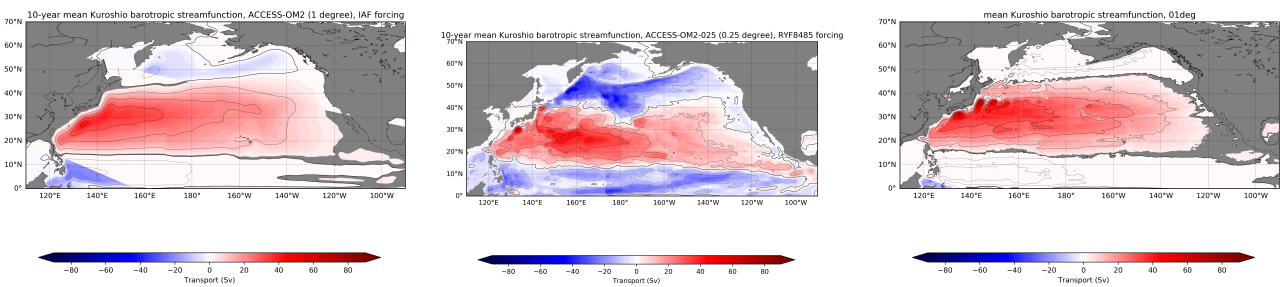 10-year mean Kuroshio barotropic streamfunction, ACCESS-OM2 (1 degree), IAF forcing
70°N
60°N
50°N
40°N
30°N
20°N
10°N
0°
120°E 140°E 160°E 180°E 160°W 140°W 120°W 100°W
−80 −60 −40 −20 0 20 40 60 80
Transport (Sv)
10-year mean Kuroshio barotropic streamfunction, ACCESS-OM2-025 (0.25 degree), RYF8485 forcing
60°N
50°N
40°N
30°N
20°N
10°N
0°
120°E 140°E 160°E 180°E 160°W 140°W 120°W 100°W
−80 −60 −40 −20 0 20 40 60 80
Transport (Sv)
mean Kuroshio barotropic streamfunction, 01deg
70°N
60°N
50°N
40°N
30°N
20°N
10°N
0°
120°E 140°E 160°E 180°E 160°W 140°W 120°W 100°W
−80 −60 −40 −20 0 20 40 60 80
Transport (Sv)